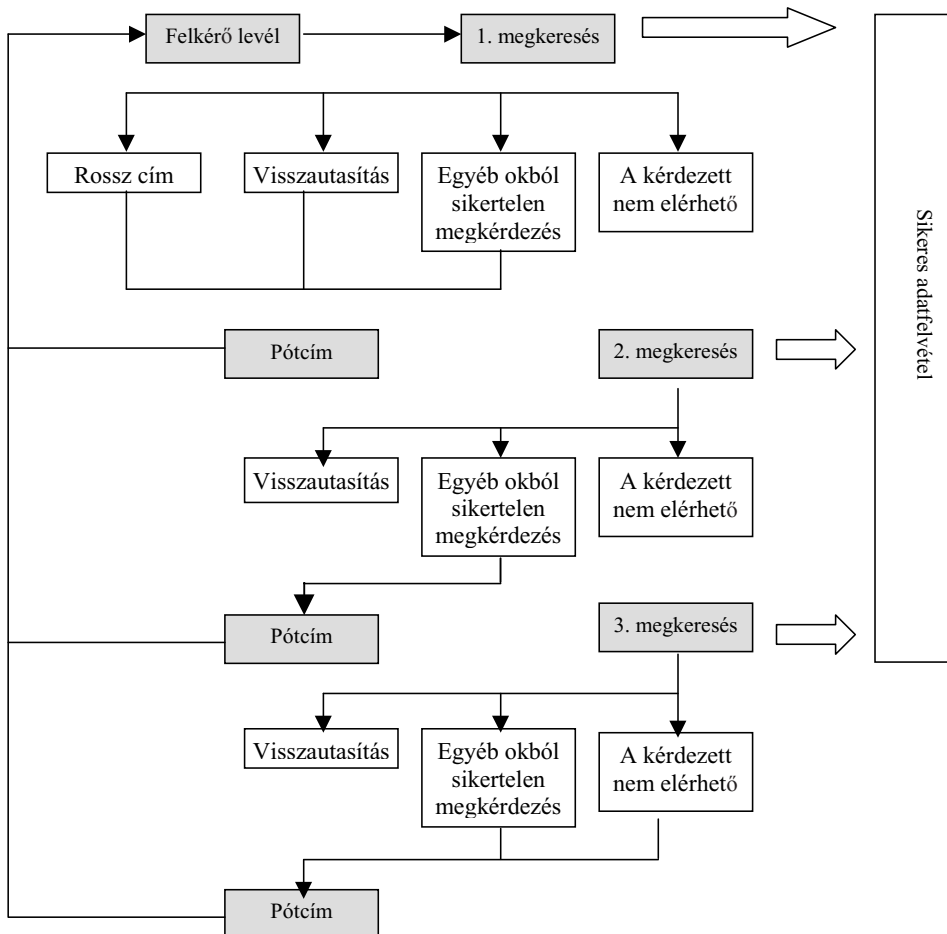 Felkérő levél
1. megkeresés
Rossz cím
Visszautasítás
Egyéb okból
sikertelen
megkérdezés
A kérdezett
nem elérhető
Sikeres adatfelvétel
Pótcím
2. megkeresés
Visszautasítás
Egyéb okból
sikertelen
megkérdezés
A kérdezett
nem elérhető
Pótcím
3. megkeresés
Visszautasítás
Egyéb okból
sikertelen
megkérdezés
A kérdezett
nem elérhető
Pótcím